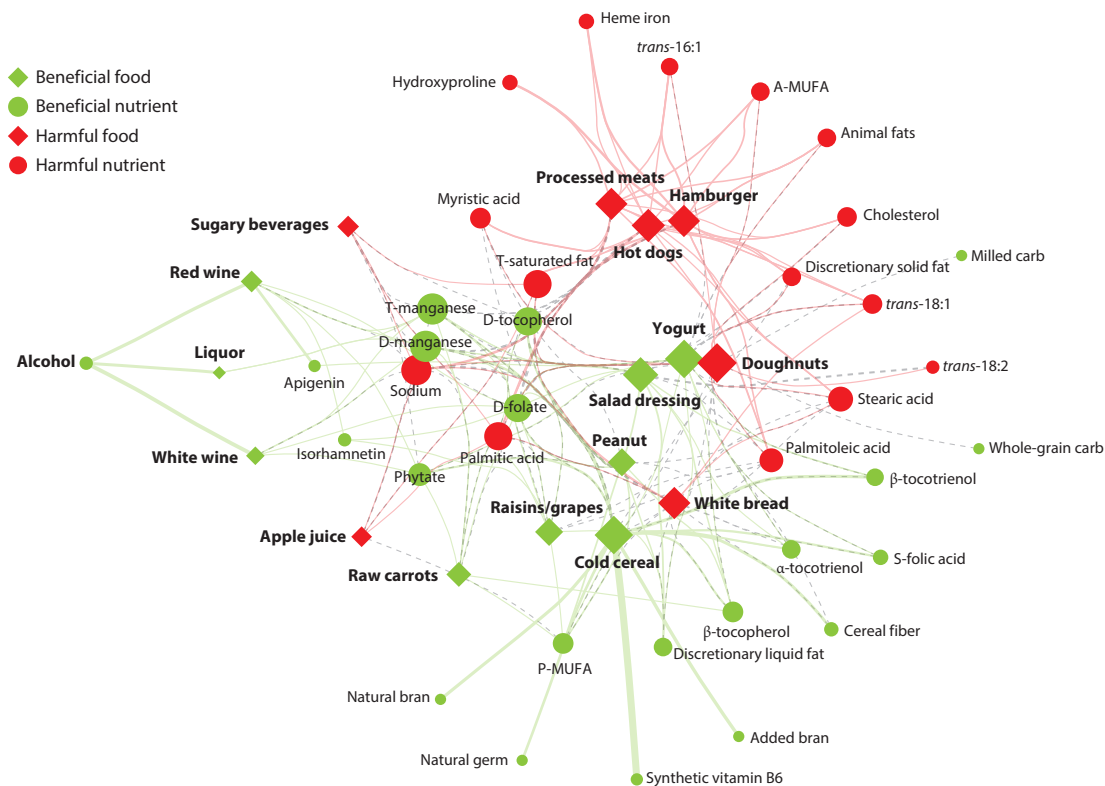 Heme iron
trans-16:1
Hydroxyproline
A-MUFA
Beneficial food
Beneficial nutrient
Harmful food
Harmful nutrient
Animal fats
Processed meats
Hamburger
Myristic acid
Cholesterol
Sugary beverages
Hot dogs
Milled carb
T-saturated fat
Discretionary solid fat
Red wine
trans-18:1
T-manganese
D-tocopherol
Yogurt
D-manganese
Liquor
Alcohol
Doughnuts
trans-18:2
Apigenin
Sodium
Stearic acid
Salad dressing
D-folate
Peanut
Palmitoleic acid
Whole-grain carb
Isorhamnetin
Palmitic acid
White wine
Phytate
β-tocotrienol
Raisins/grapes
White bread
Apple juice
Cold cereal
α-tocotrienol
S-folic acid
Raw carrots
β-tocopherol
Cereal fiber
Discretionary liquid fat
P-MUFA
Natural bran
Added bran
Natural germ
Synthetic vitamin B6